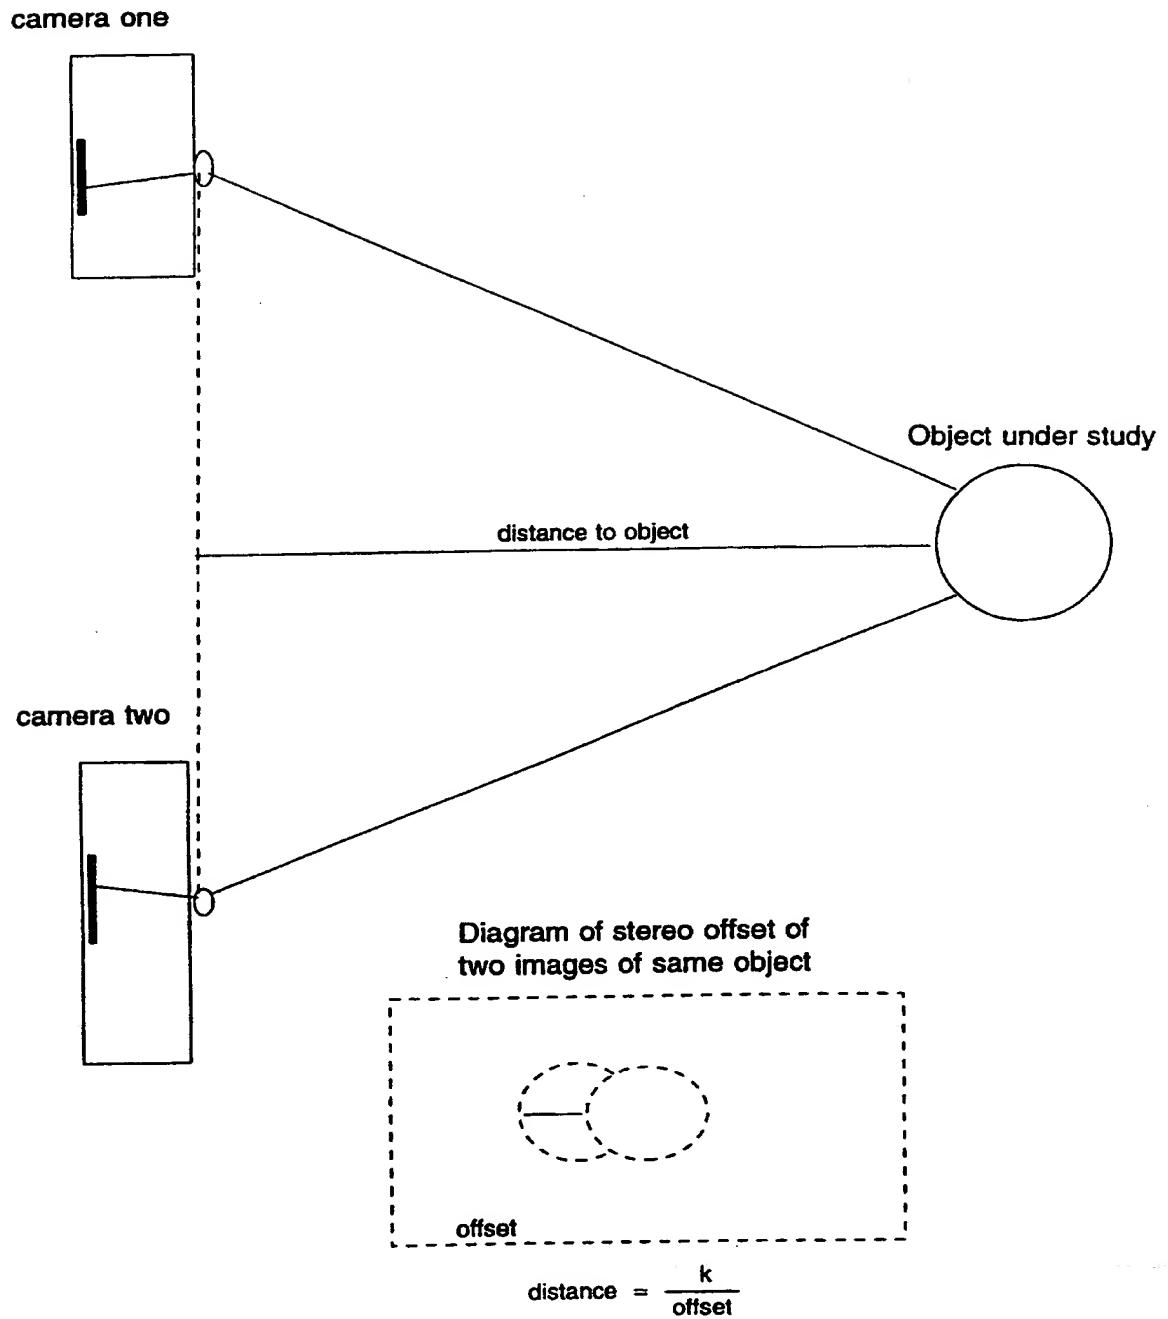 camera one
Object under study
distance to object
camera two
Diagram of stereo offset of
two images of same object
offset
distance = k
offset